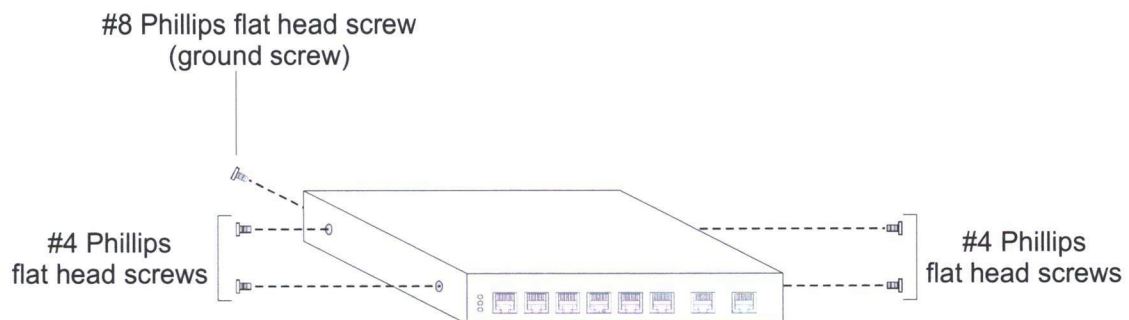 #8 Phillips flat head screw
(ground screw)
#4 Phillips
flat head screws
#4 Phillips
flat head screws